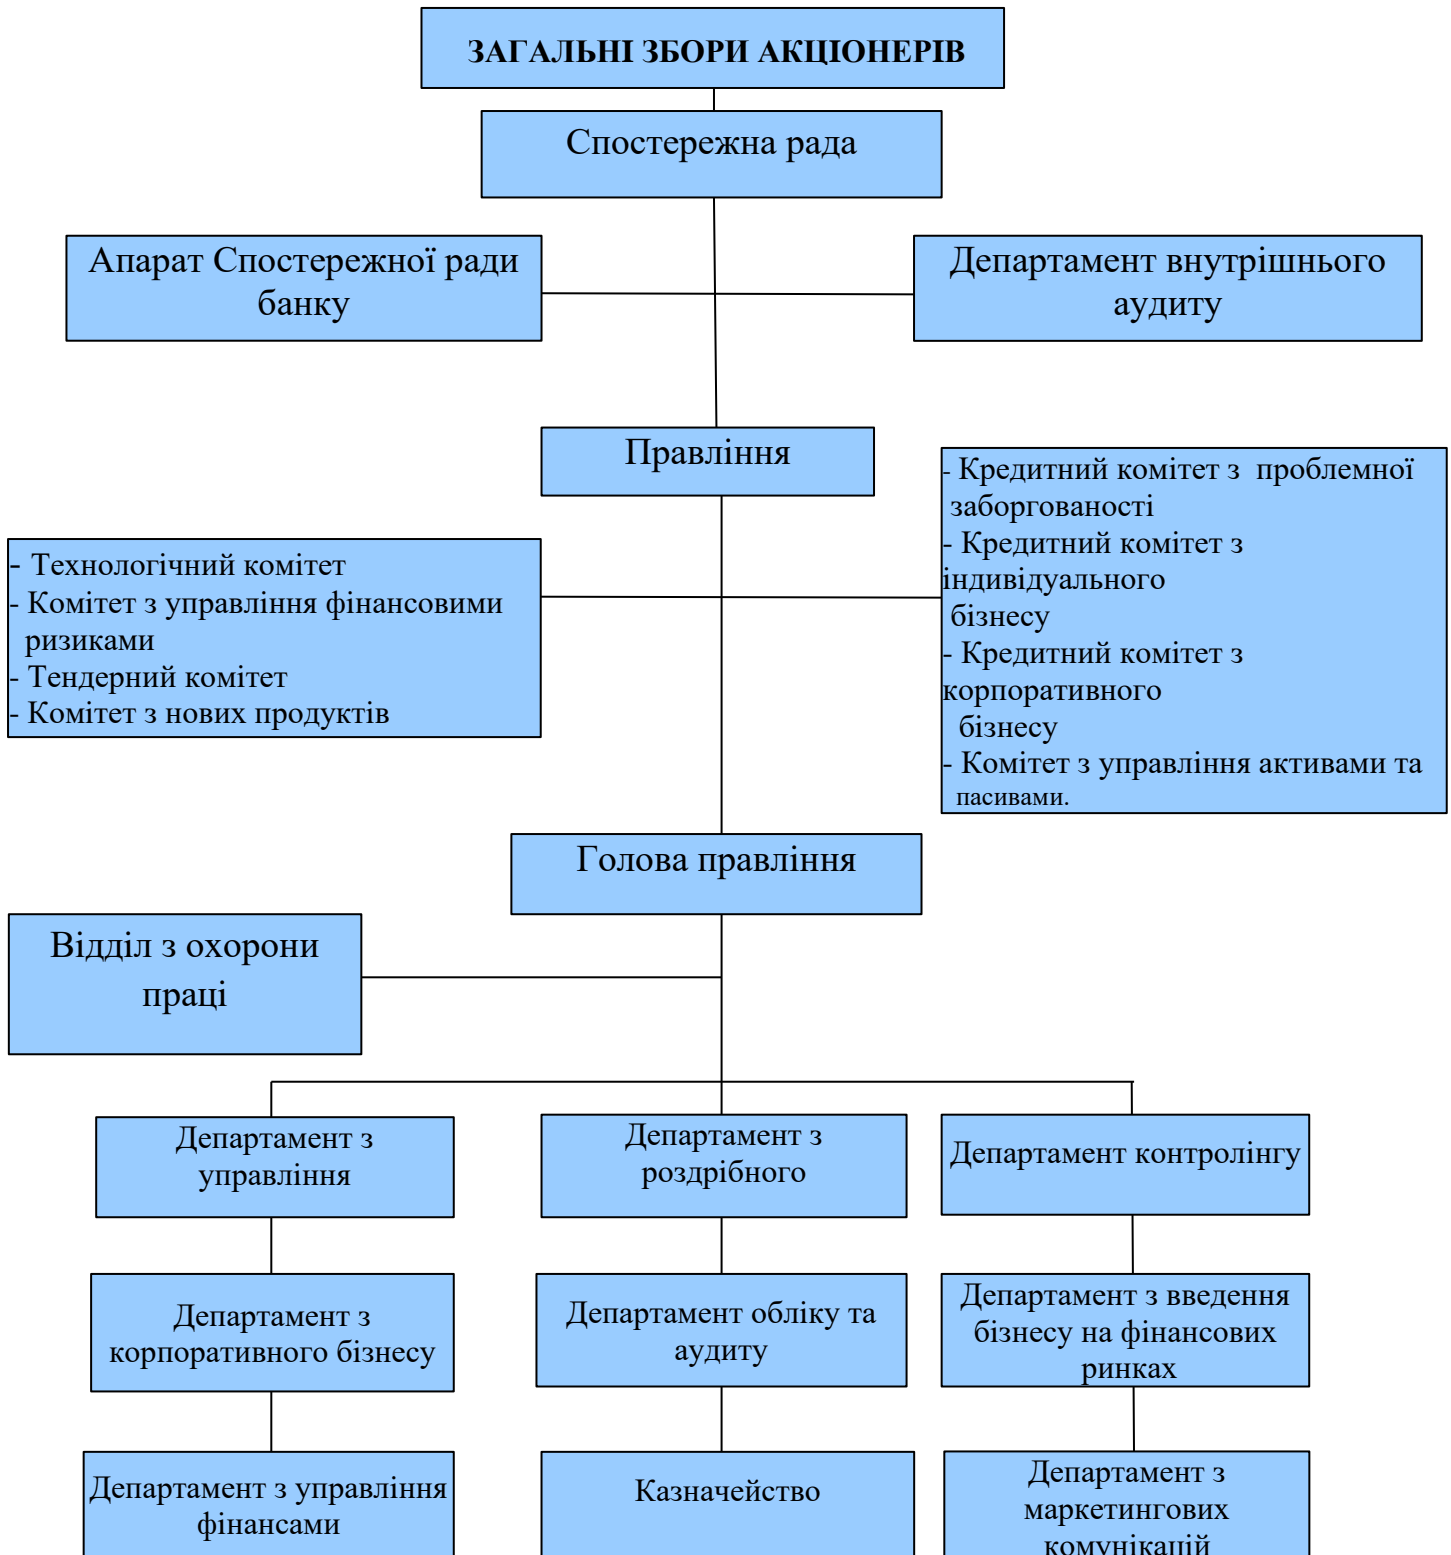 ЗАГАЛЬНІ ЗБОРИ АКЦІОНЕРІВ
Спостережна рада
Апарат Спостережної ради
банку
Департамент внутрішнього
аудиту
Правління
- Технологічний комітет
- Комітет з управління фінансовими
ризиками
- Тендерний комітет
- Комітет з нових продуктів
- Кредитний комітет з проблемної
заборгованості
- Кредитний комітет з
індивідуального
бізнесу
- Кредитний комітет з
корпоративного
бізнесу
- Комітет з управління активами та
пасивами.
Голова правління
Відділ з охорони
праці
Департамент з
управління
Департамент з
роздрібного
Департамент контролінгу
Департамент з
корпоративного бізнесу
Департамент обліку та
аудиту
Департамент з введення
бізнесу на фінансових
ринках
Департамент з управління
фінансами
Казначейство
Департамент з
маркетингових
комунікацій